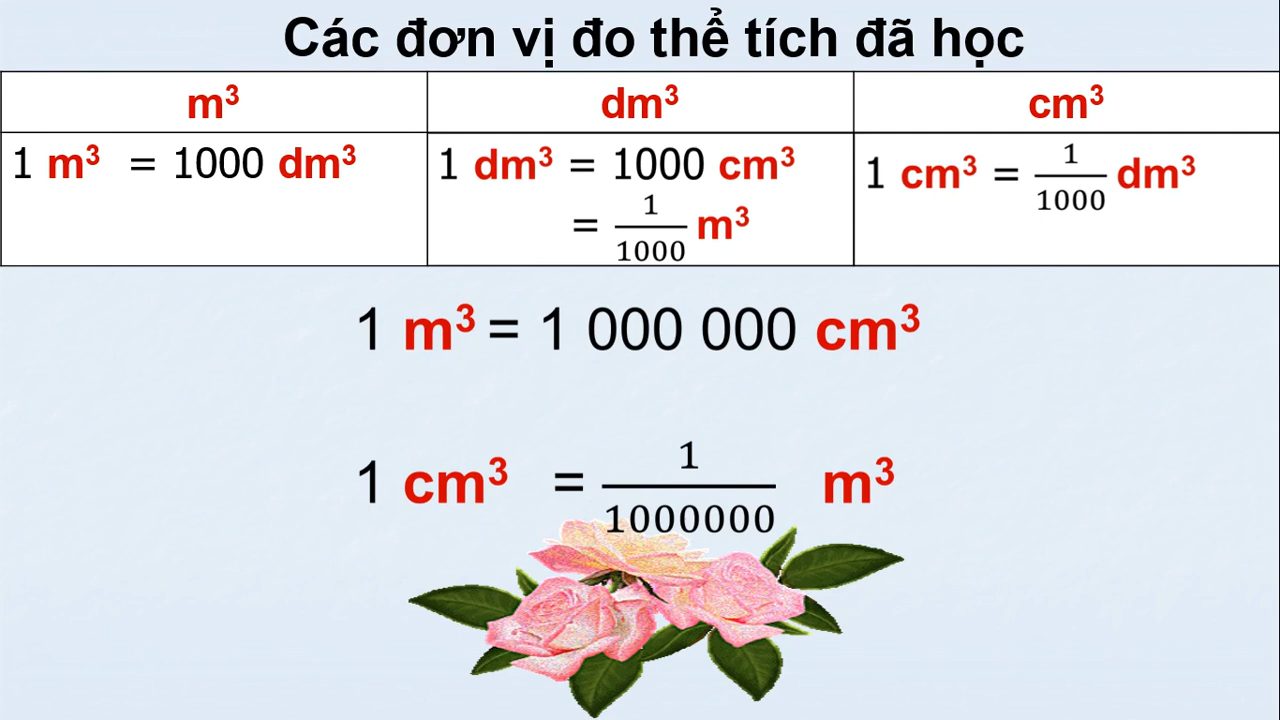 Các đơn vị đo thể tích đã học
m³ dm³ cm³
1 m³ = 1000 dm³
1 dm³ = 1000 cm³
= 1/1000 m³
1 cm³ = 1/1000 dm³
1 m³ = 1 000 000 cm³
1 cm³ = 1/1000000 m³